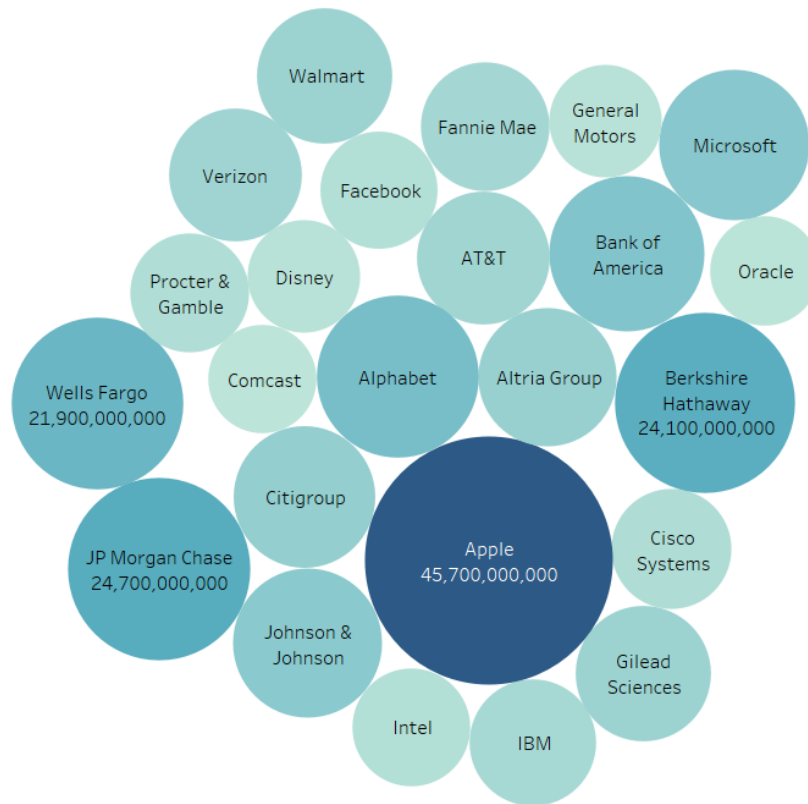 Walmart
Fannie Mae
General
Motors
Microsoft
Verizon
Facebook
AT&T
Bank of
America
Oracle
Procter &
Gamble
Disney
Comcast
Alphabet
Altria Group
Berkshire
Hathaway
24,100,000,000
Wells Fargo
21,900,000,000
Citigroup
JP Morgan Chase
24,700,000,000
Apple
45,700,000,000
Cisco
Systems
Johnson &
Johnson
Gilead
Sciences
Intel
IBM